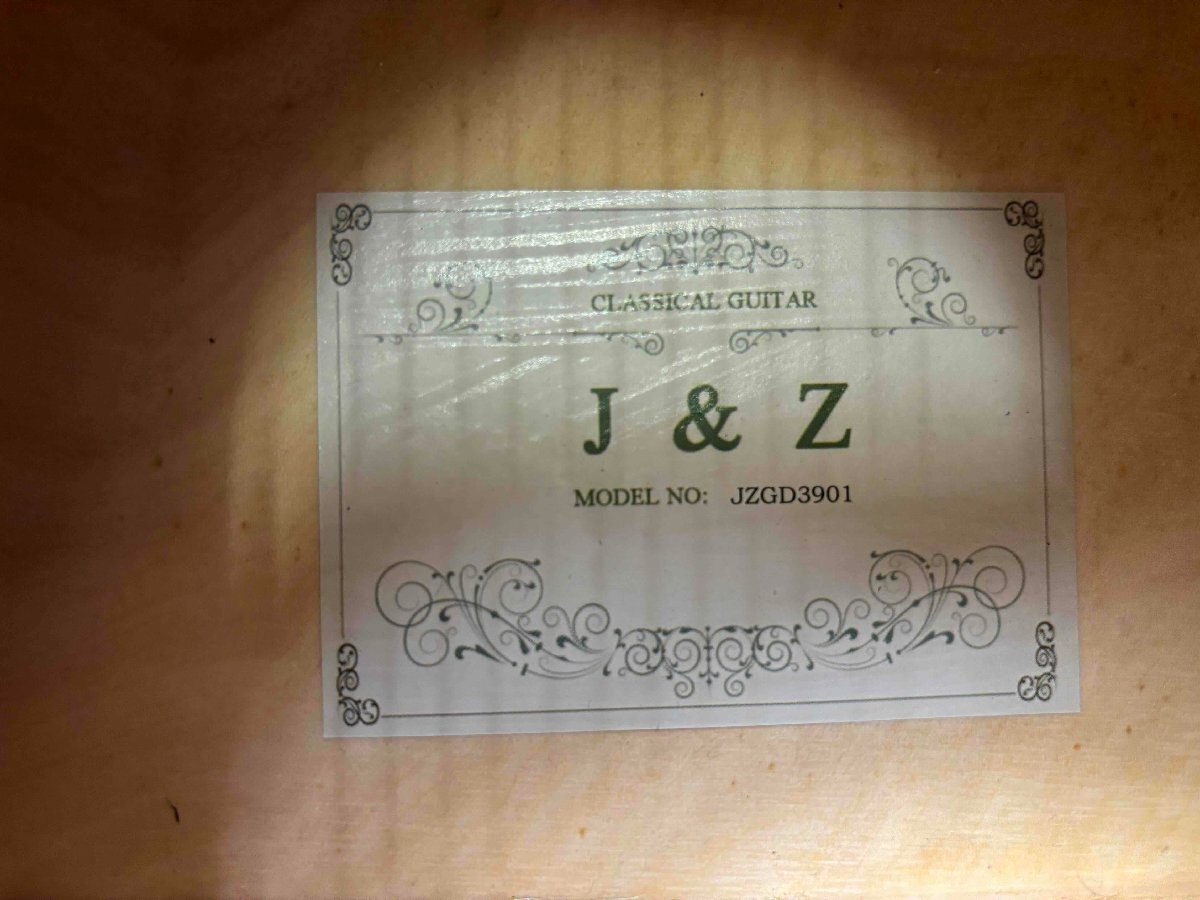 CLASSICAL GUITAR
J & Z
MODEL NO: JZGD3901